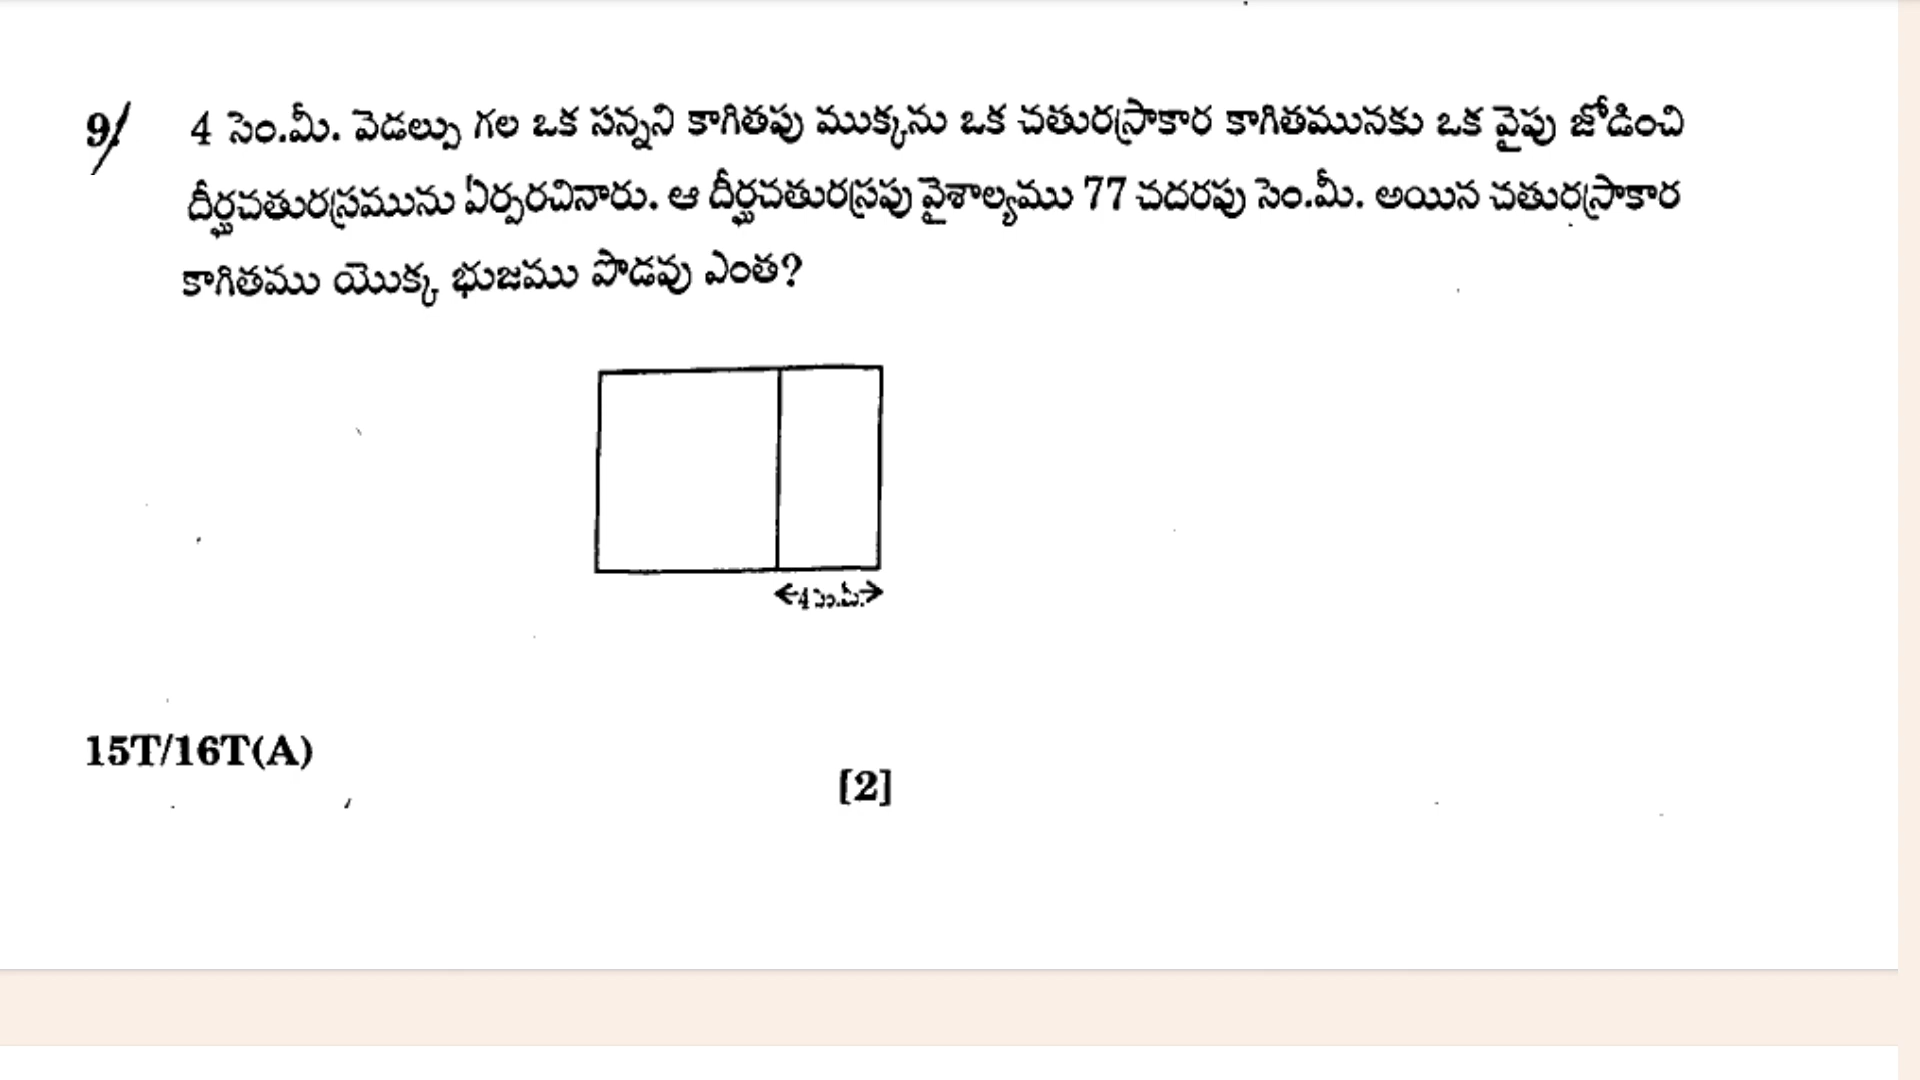 9. 4 సెం.మీ. వెడల్పు గల ఒక సన్నని కాగితపు ముక్కను ఒక చతురస్రాకార కాగితమునకు ఒక వైపు జోడించి
దీర్ఘచతురస్రమును ఏర్పరచినారు. ఆ దీర్ఘచతురస్రపు వైశాల్యము 77 చదరపు సెం.మీ. అయిన చతురస్రాకార
కాగితము యొక్క భుజము పొడవు ఎంత?
4 సెం.మీ.
15T/16T(A)
[2]